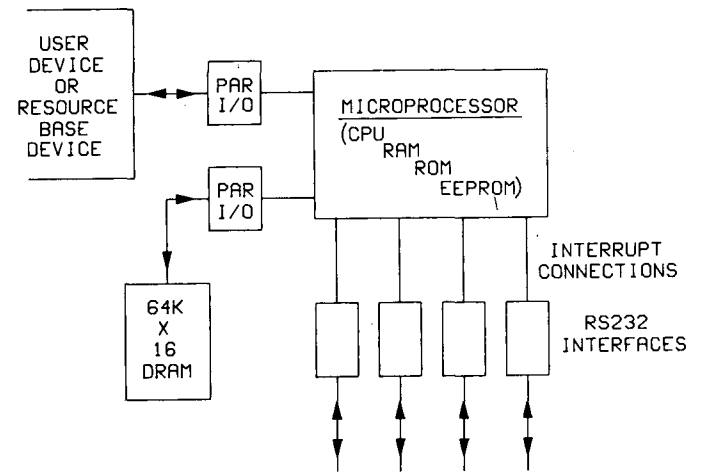 USER
DEVICE
OR
RESOURCE
BASE
DEVICE
PAR
I/O
MICROPROCESSOR
(CPU
RAM
ROM
EEPROM)
PAR
I/O
64K
X
16
DRAM
INTERRUPT
CONNECTIONS
RS232
INTERFACES